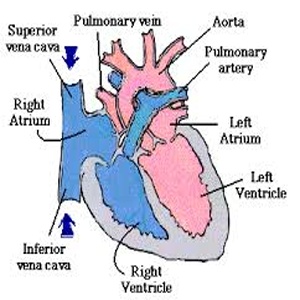 Superior
vena cava
Pulmonary vein
Aorta
Pulmonary
artery
Right
Atrium
Left
Atrium
Left
Ventricle
Inferior
vena cava
Right
Ventricle